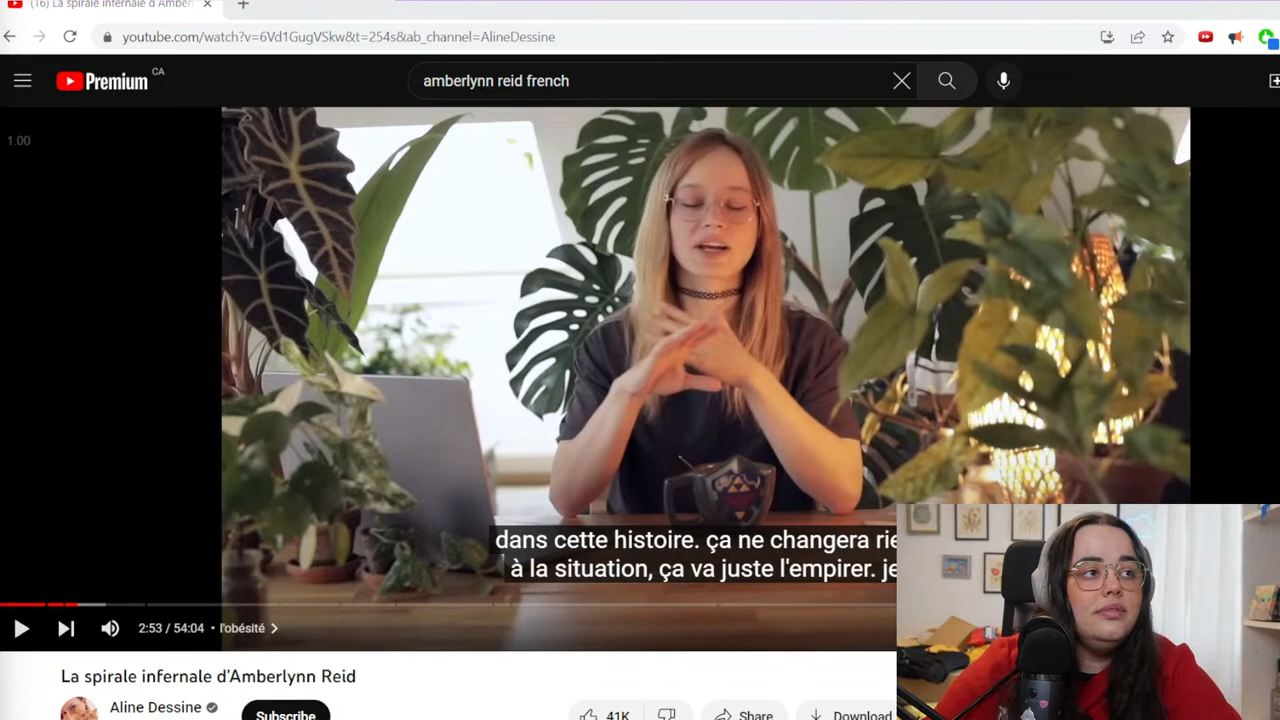 (16) La spirale infernale d'Amberl
youtube.com/watch?v=6Vd1GugVSkw&t=254s&ab_channel=AlineDessine
Premium
CA
amberlynn reid french
1.00
dans cette histoire. ça ne changera
à la situation, ça va juste l'empirer.
2:53 / 54:04 • l'obésité
La spirale infernale d'Amberlynn Reid
Aline Dessine
Subscribe
41K
Share
Download